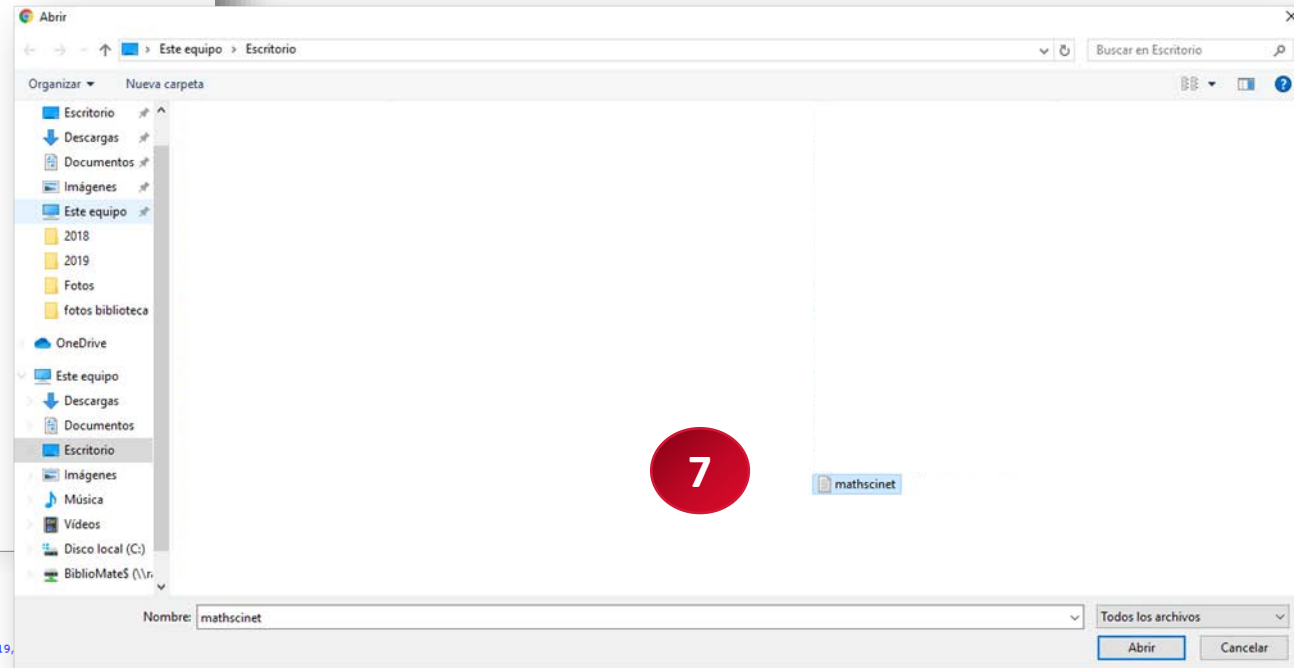 Abrir
Este equipo > Escritorio
Buscar en Escritorio
Organizar
Nueva carpeta
Escritorio
Descargas
Documentos
Imágenes
Este equipo
2018
2019
Fotos
fotos biblioteca
OneDrive
Este equipo
Descargas
Documentos
Escritorio
Imágenes
Música
Vídeos
Disco local (C:)
BiblioMateS (\\r
7
mathscinet
Nombre: mathscinet
Todos los archivos
Abrir
Cancelar
19,